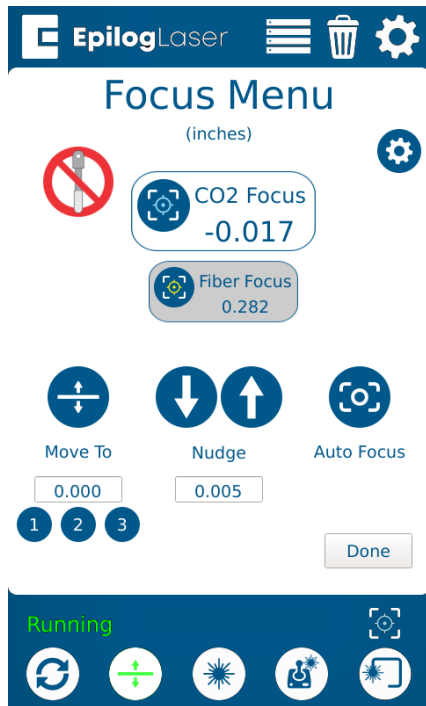 EpilogLaser
Focus Menu
(inches)
CO2 Focus
-0.017
Fiber Focus
0.282
Move To
Nudge
Auto Focus
0.000
0.005
1 2 3
Done
Running